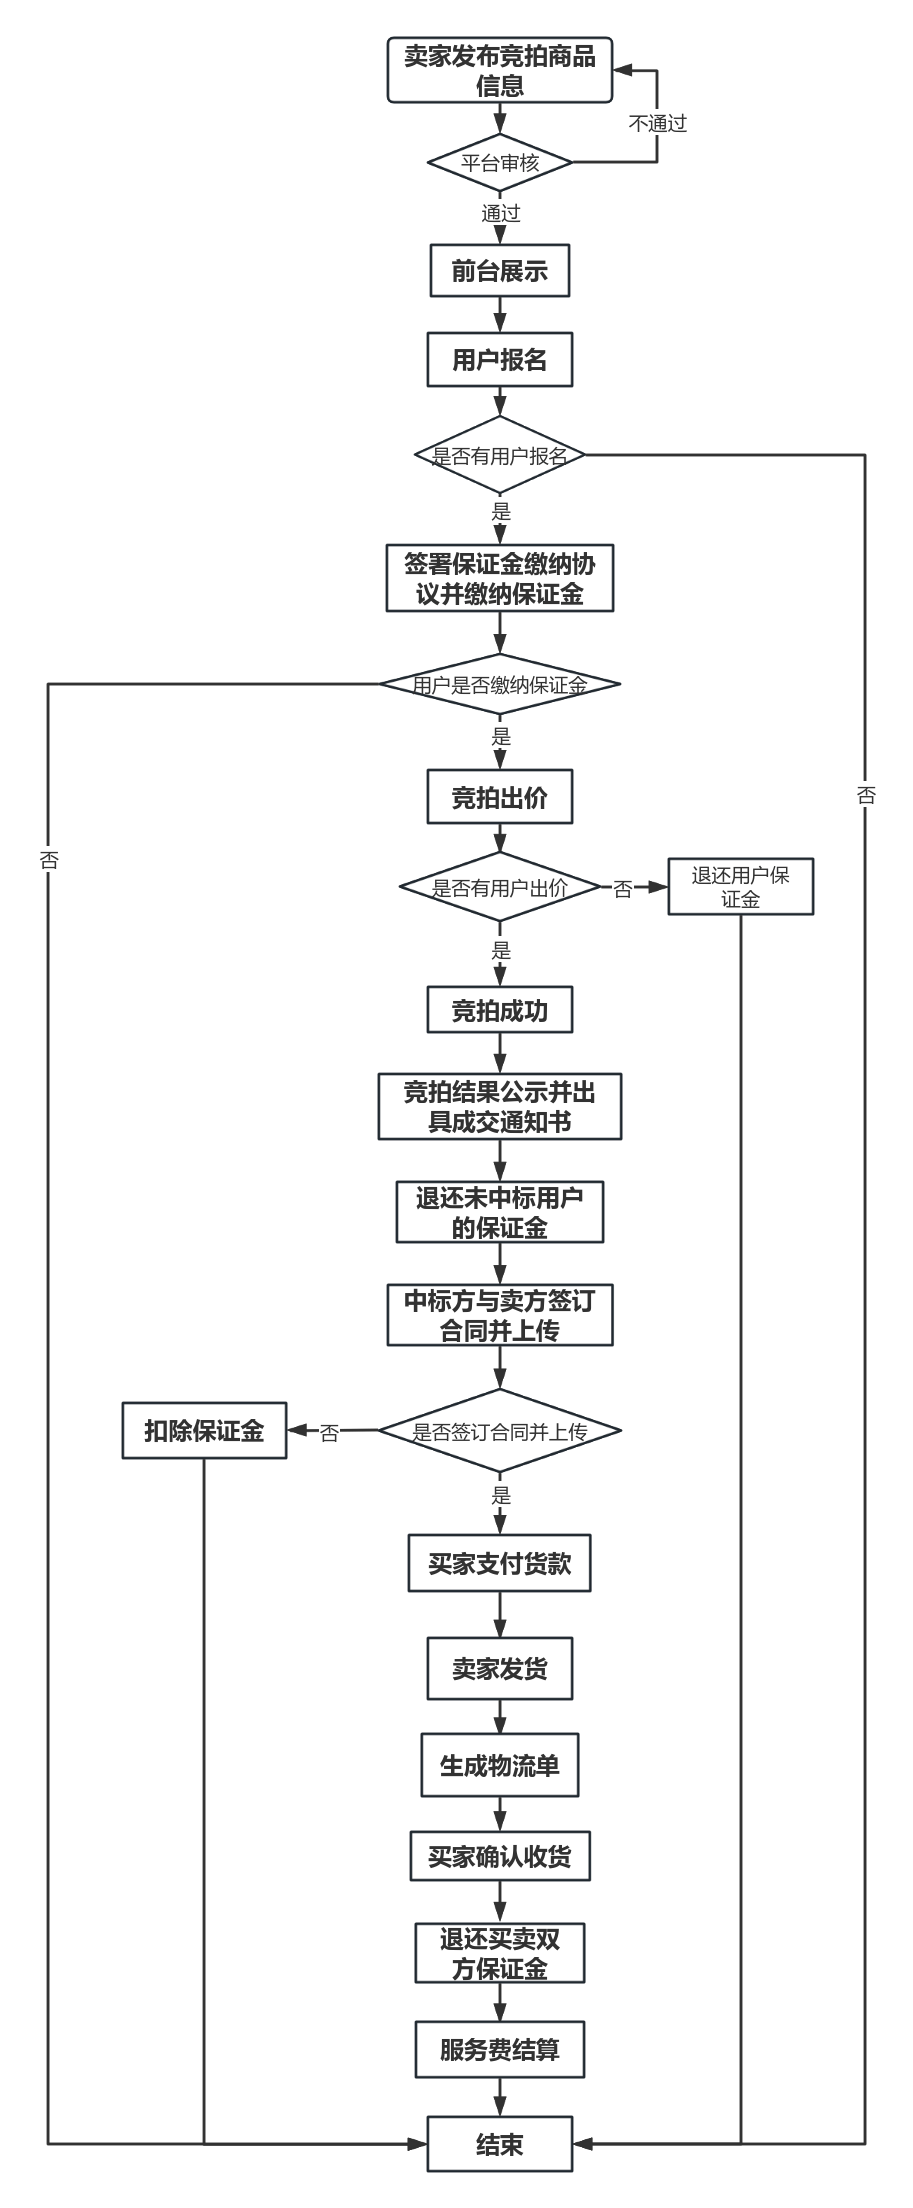 卖家发布竞拍商品
信息
不通过
平台审核
通过
前台展示
用户报名
是否有用户报名
是
签署保证金缴纳协
议并缴纳保证金
用户是否缴纳保证金
是
竞拍出价
否
否
是否有用户出价
否
退还用户保
证金
是
竞拍成功
竞拍结果公示并出
具成交通知书
退还未中标用户
的保证金
中标方与卖方签订
合同并上传
扣除保证金
否
是否签订合同并上传
是
买家支付货款
卖家发货
生成物流单
买家确认收货
退还买卖双
方保证金
服务费结算
结束